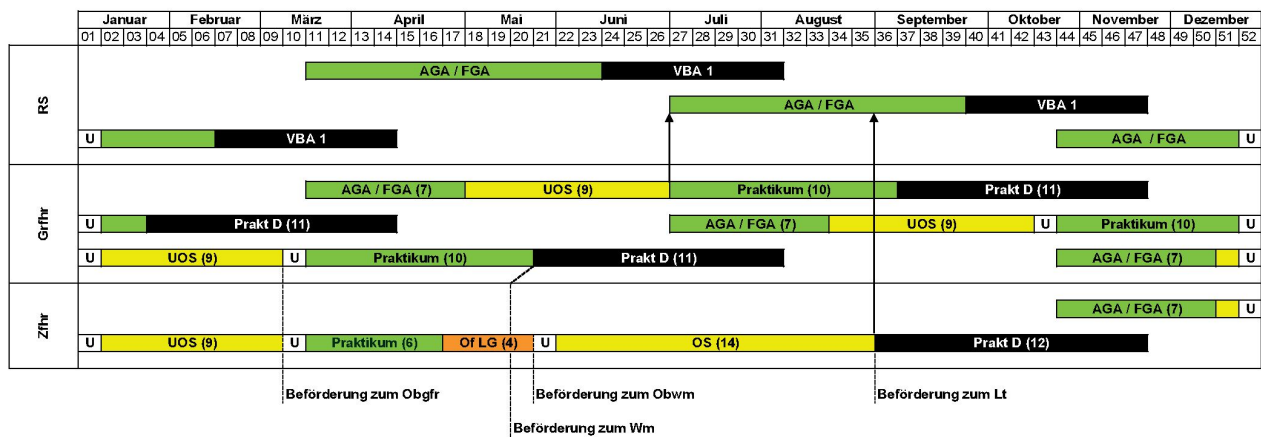 Januar Februar März April Mai Juni Juli August September Oktober November Dezember
01 02 03 04 05 06 07 08 09 10 11 12 13 14 15 16 17 18 19 20 21 22 23 24 25 26 27 28 29 30 31 32 33 34 35 36 37 38 39 40 41 42 43 44 45 46 47 48 49 50 51 52
RS
AGA / FGA VBA 1
AGA / FGA VBA 1
U VBA 1 AGA / FGA U
Grfhr
AGA / FGA (7) UOS (9) Praktikum (10) Prakt D (11)
U Prakt D (11) AGA / FGA (7) UOS (9) U Praktikum (10) U
U UOS (9) U Praktikum (10) Prakt D (11) AGA / FGA (7) U
Zfhr
AGA / FGA (7) U
U UOS (9) U Praktikum (6) Of LG (4) U OS (14) Prakt D (12)
Beförderung zum Obgfr Beförderung zum Obwm Beförderung zum Lt
Beförderung zum Wm